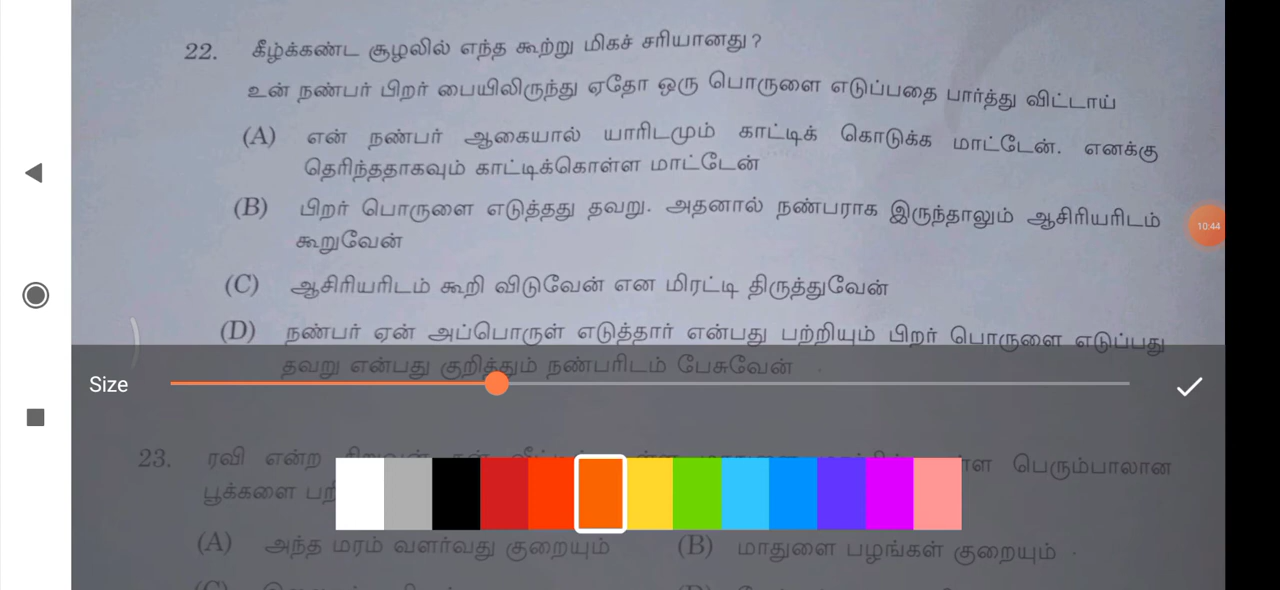 22. கீழ்க்கண்ட சூழலில் எந்த கூற்று மிகச் சரியானது?
உன் நண்பர் பிறர் பையிலிருந்து ஏதோ ஒரு பொருளை எடுப்பதை பார்த்து விட்டாய்
(A) என் நண்பர் ஆகையால் யாரிடமும் காட்டிக் கொடுக்க மாட்டேன். எனக்கு
தெரிந்ததாகவும் காட்டிக்கொள்ள மாட்டேன்
(B) பிறர் பொருளை எடுத்தது தவறு. அதனால் நண்பராக இருந்தாலும் ஆசிரியரிடம்
கூறுவேன்
10:44
(C) ஆசிரியரிடம் கூறி விடுவேன் என மிரட்டி திருத்துவேன்
(D) நண்பர் ஏன் அப்பொருள் எடுத்தார் என்பது பற்றியும் பிறர் பொருளை எடுப்பது
தவறு என்பது குறித்தும் நண்பரிடம் பேசுவேன்
Size
23. ரவி என்ற பெரும்பாலான
பூக்களை
(A) அந்த மரம் வளர்வது குறையும் (B) மாதுளை பழங்கள் குறையும்